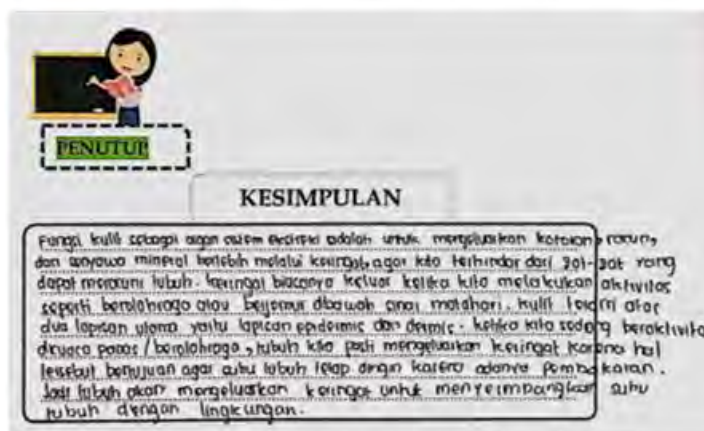 PENUTUP
KESIMPULAN
Fungsi kulit sebagai organ sistem ekskresi adalah untuk mengeluarkan kotoran, racun,
dan senyawa mineral berlebih melalui keringat, agar kita terhindar dari zat-zat yang
dapat meracuni tubuh. keringat biasanya keluar ketika kita melakukan aktivitas
seperti berolahraga atau berjemur dibawah sinar matahari. kulit terdiri atas
dua lapisan utama yaitu lapisan epidermis dan dermis. ketika kita sedang beraktivitas
dicuaca panas / berolahraga, tubuh kita pasti mengeluarkan keringat karena hal
tersebut bertujuan agar suhu tubuh tetap dingin karena adanya pembakaran.
Jadi tubuh akan mengeluarkan keringat untuk menyeimbangkan suhu
tubuh dengan lingkungan.